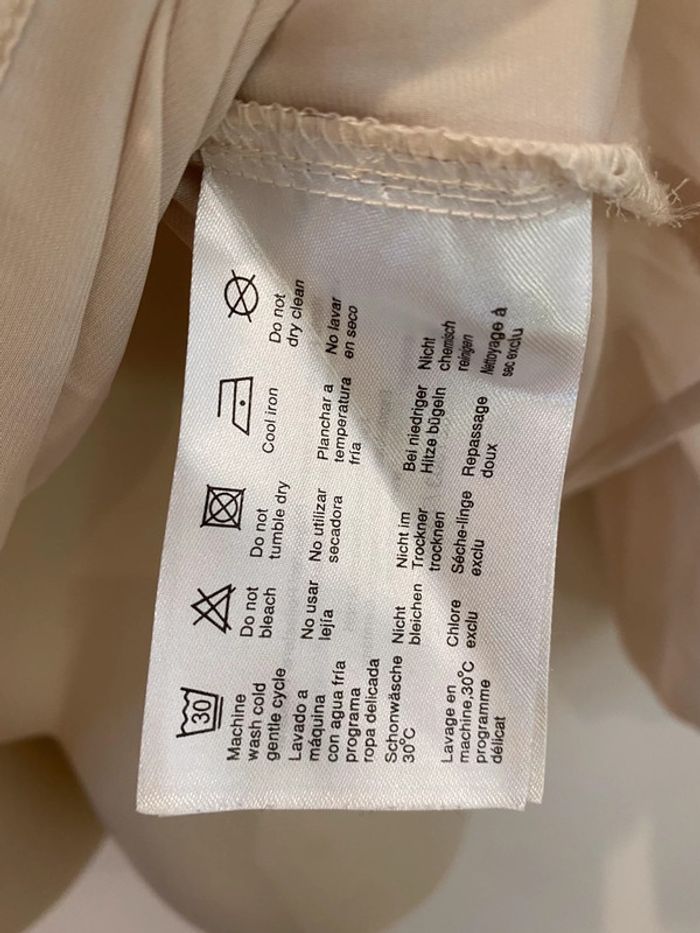 30
Machine
wash cold
gentle cycle
Lavado a
máquina
con agua fría
programa
ropa delicada
Schonwäsche
30°C
Lavage en
machine,30°C
programme
délicat
Do not
bleach
No usar
lejía
Nicht
bleichen
Chlore
exclu
Do not
tumble dry
No utilizar
secadora
Nicht im
Trockner
trocknen
Séche-linge
exclu
Cool iron
Planchar a
temperatura
fría
Bei niedriger
Hitze bügeln
Repassage
doux
Do not
dry clean
No lavar
en seco
Nicht
chemisch
reinigen
Nettoyage à
sec exclu